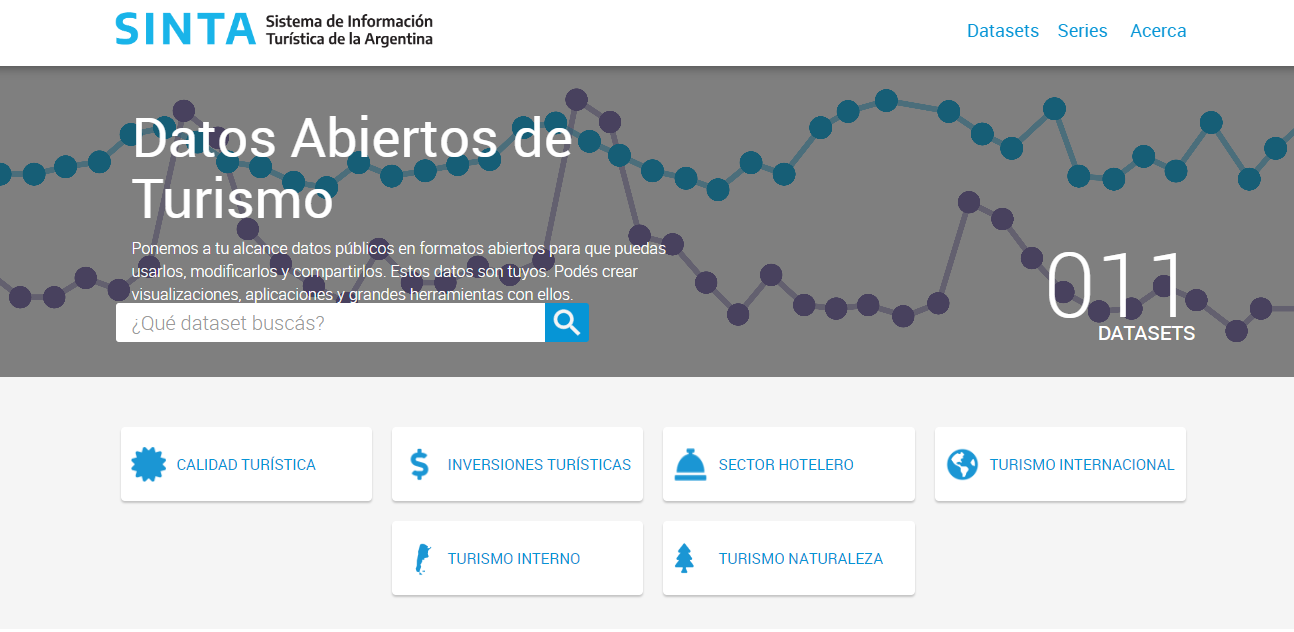 SINTA
Sistema de Información
Turística de la Argentina
Datasets Series Acerca
Datos Abiertos de
Turismo
Ponemos a tu alcance datos públicos en formatos abiertos para que puedas
usarlos, modificarlos y compartirlos. Estos datos son tuyos. Podés crear
visualizaciones, aplicaciones y grandes herramientas con ellos.
¿Qué dataset buscás?
011
DATASETS
CALIDAD TURÍSTICA
INVERSIONES TURÍSTICAS
SECTOR HOTELERO
TURISMO INTERNACIONAL
TURISMO INTERNO
TURISMO NATURALEZA